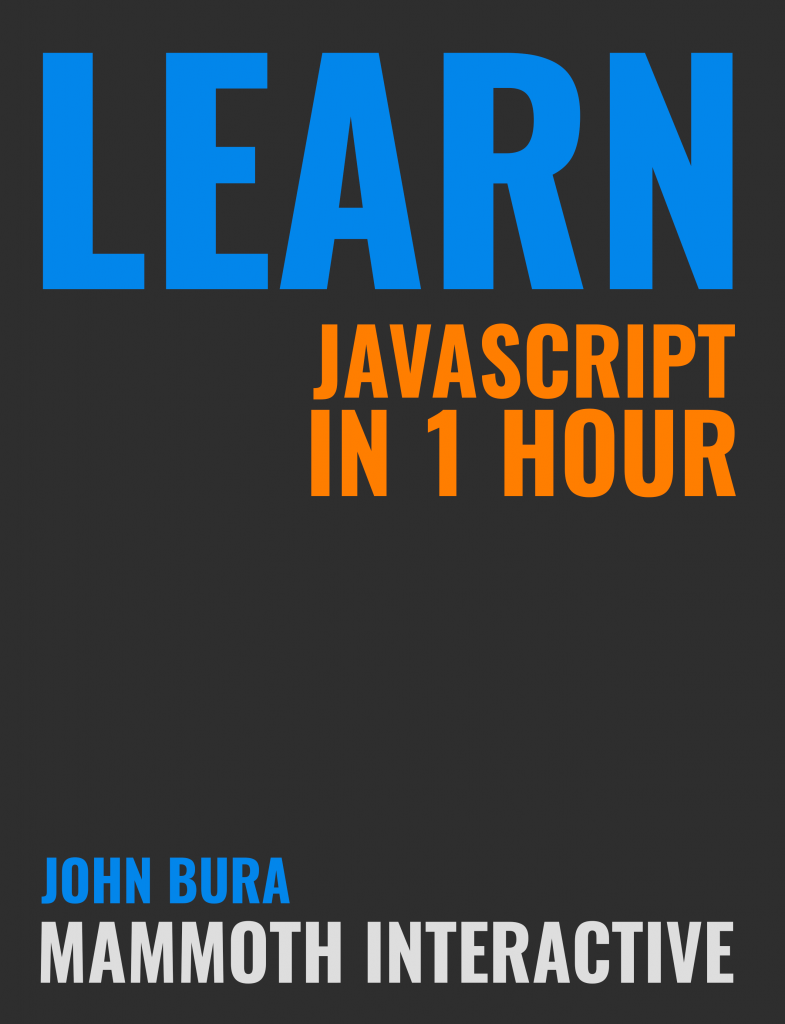 LEARN
JAVASCRIPT
IN 1 HOUR
JOHN BURA
MAMMOTH INTERACTIVE